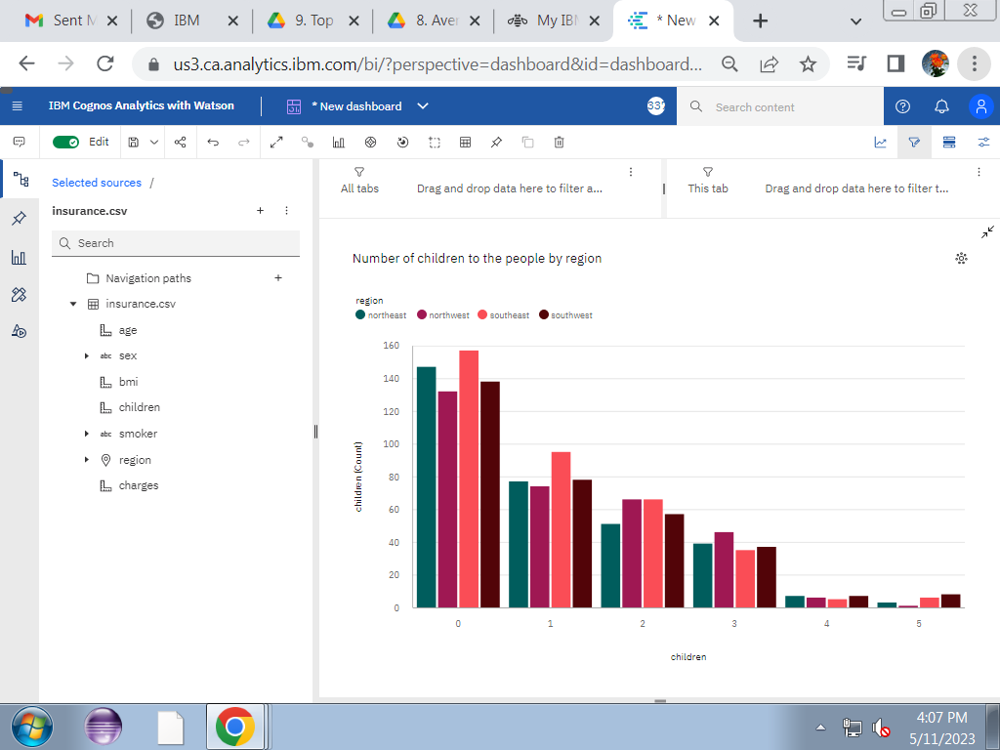 Sent M
IBM
9. Top
8. Aver
My IBM
* New
us3.ca.analytics.ibm.com/bi/?perspective=dashboard&id=dashboard...
IBM Cognos Analytics with Watson
* New dashboard
337
Search content
Edit
Selected sources /
All tabs
Drag and drop data here to filter a...
This tab
Drag and drop data here to filter t...
insurance.csv
Search
Navigation paths
insurance.csv
age
abc sex
bmi
children
abc smoker
region
charges
Number of children to the people by region
region
northeast northwest southeast southwest
160
140
120
100
80
60
40
20
0
children (Count)
0 1 2 3 4 5
children
4:07 PM
5/11/2023